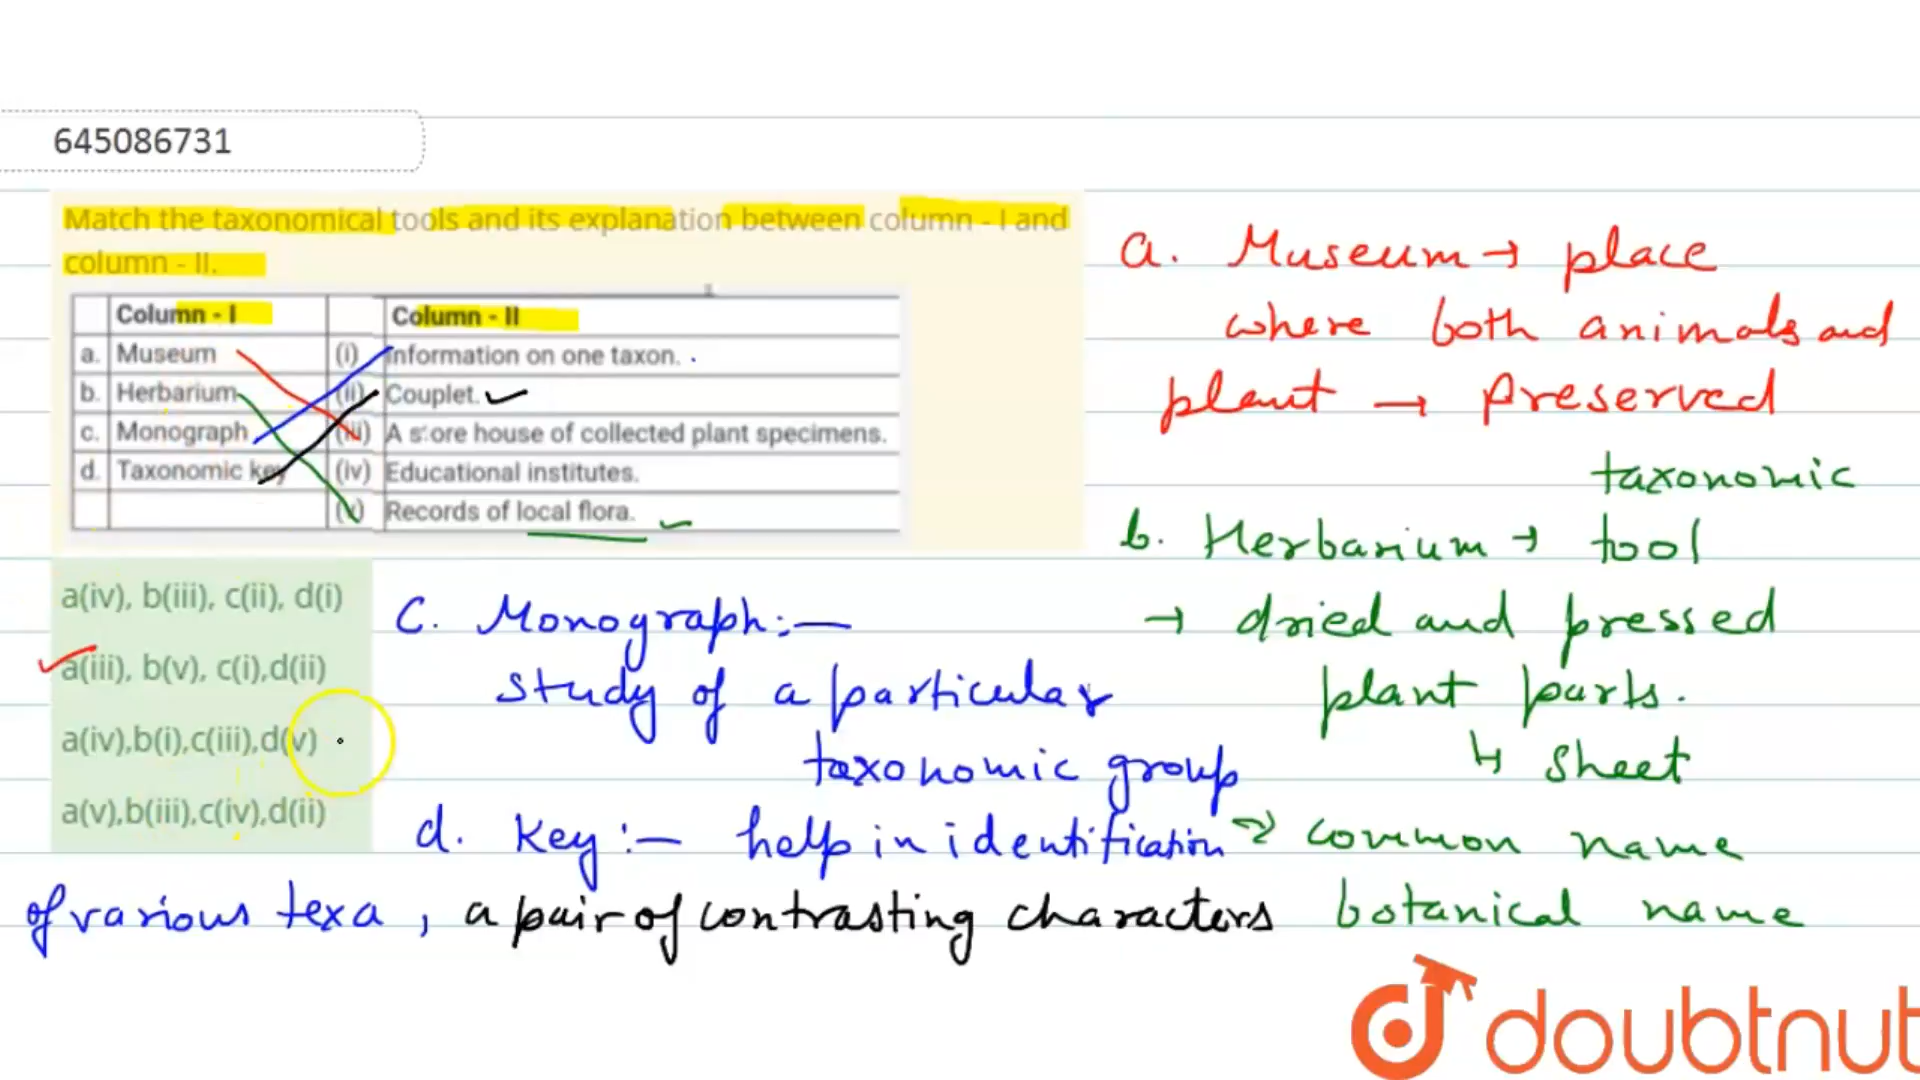 645086731
Match the taxonomical tools and its explanation between column - I and
column - II.
Column - I Column - II
a. Museum (i) Information on one taxon.
b. Herbarium (ii) Couplet.
c. Monograph (iii) A store house of collected plant specimens.
d. Taxonomic key (iv) Educational institutes.
(v) Records of local flora.
a(iv), b(iii), c(ii), d(i)
a(iii), b(v), c(i),d(ii)
a(iv),b(i),c(iii),d(v)
a(v),b(iii),c(iv),d(ii)
a. Museum → place
where both animals and
plant → Preserved
taxonomic
b. Herbarium → tool
→ dried and pressed
plant parts.
↳ sheet
→ common name
botanical name
C. Monograph:—
study of a particular
taxonomic group
d. Key:— help in identification
of various texa, a pair of contrasting characters
doubtnut